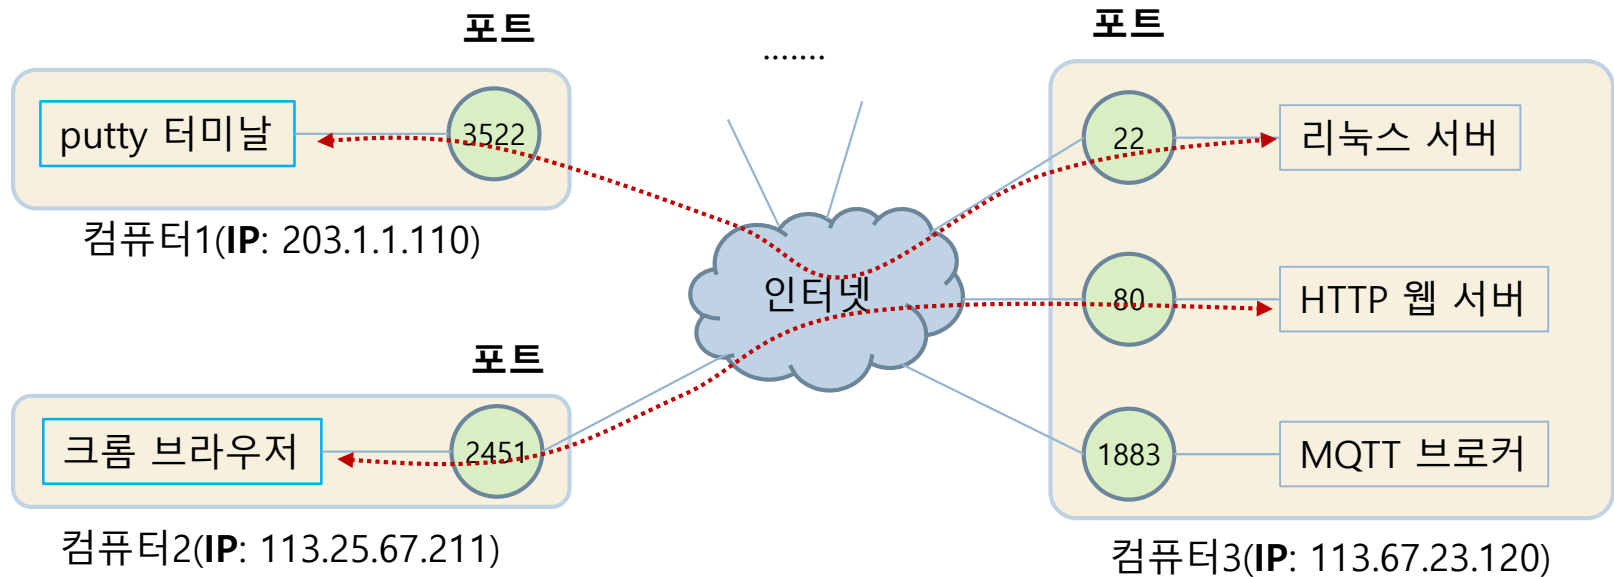 포트
포트
.......
putty 터미날
3522
22
리눅스 서버
컴퓨터1(IP: 203.1.1.110)
인터넷
80
HTTP 웹 서버
포트
크롬 브라우저
2451
1883
MQTT 브로커
컴퓨터2(IP: 113.25.67.211)
컴퓨터3(IP: 113.67.23.120)